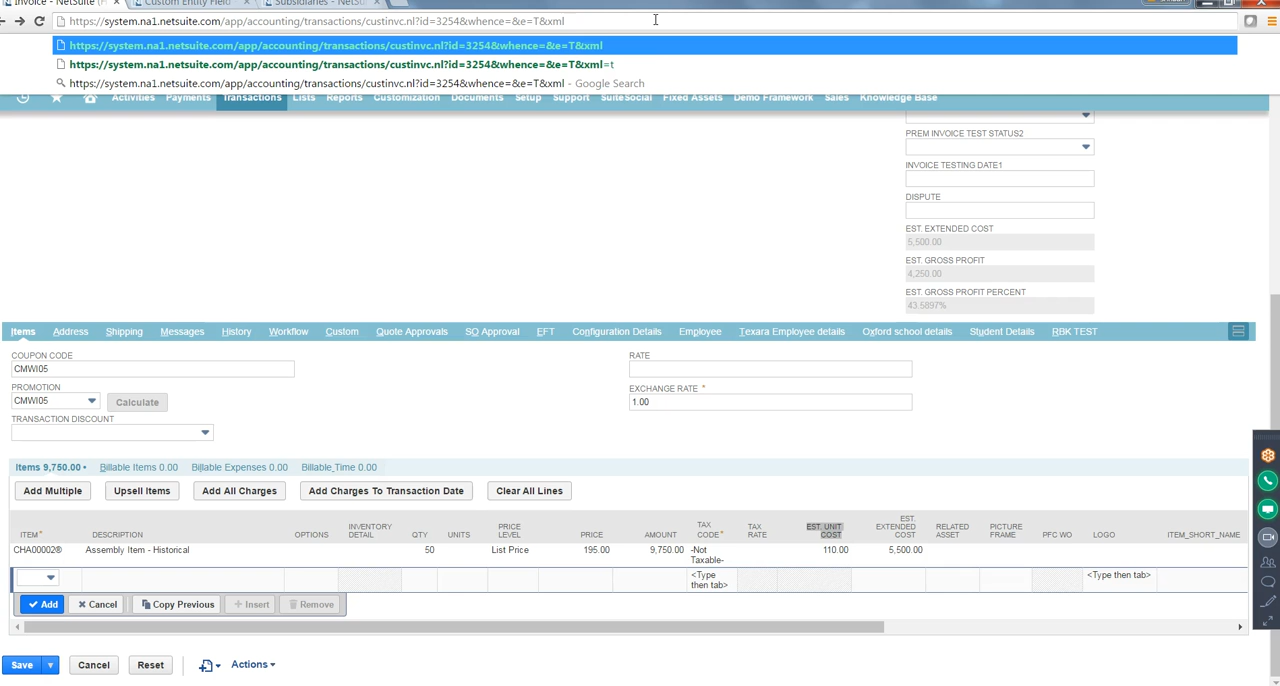 Invoice - NetSuite (
Custom Entity Field
Subsidiaries - NetS
https://system.na1.netsuite.com/app/accounting/transactions/custinvc.nl?id=3254&whence=&e=T&xml
https://system.na1.netsuite.com/app/accounting/transactions/custinvc.nl?id=3254&whence=&e=T&xml
https://system.na1.netsuite.com/app/accounting/transactions/custinvc.nl?id=3254&whence=&e=T&xml=t
https://system.na1.netsuite.com/app/accounting/transactions/custinvc.nl?id=3254&whence=&e=T&xml - Google Search
Activities Payments Transactions Lists Reports Customization Documents Setup Support SuiteSocial Fixed Assets Demo Framework Sales Knowledge Base
PREM INVOICE TEST STATUS2
INVOICE TESTING DATE1
DISPUTE
EST. EXTENDED COST
5,500.00
EST. GROSS PROFIT
4,250.00
EST. GROSS PROFIT PERCENT
43.5897%
Items Address Shipping Messages History Workflow Custom Quote Approvals SO Approval EFT Configuration Details Employee Texara Employee details Oxford school details Student Details RBK TEST
COUPON CODE
CMWI05
RATE
PROMOTION
CMWI05 Calculate
EXCHANGE RATE *
1.00
TRANSACTION DISCOUNT
Items 9,750.00 • Billable Items 0.00 Billable Expenses 0.00 Billable Time 0.00
Add Multiple Upsell Items Add All Charges Add Charges To Transaction Date Clear All Lines
ITEM * DESCRIPTION OPTIONS INVENTORY DETAIL QTY UNITS PRICE LEVEL PRICE AMOUNT TAX CODE* TAX RATE EST. UNIT COST EST. EXTENDED COST RELATED ASSET PICTURE FRAME PFC WO LOGO ITEM_SHORT_NAME
CHA00002® Assembly Item - Historical 50 List Price 195.00 9,750.00 -Not Taxable- 110.00 5,500.00
<Type then tab> <Type then tab>
Add Cancel Copy Previous Insert Remove
Save Cancel Reset Actions